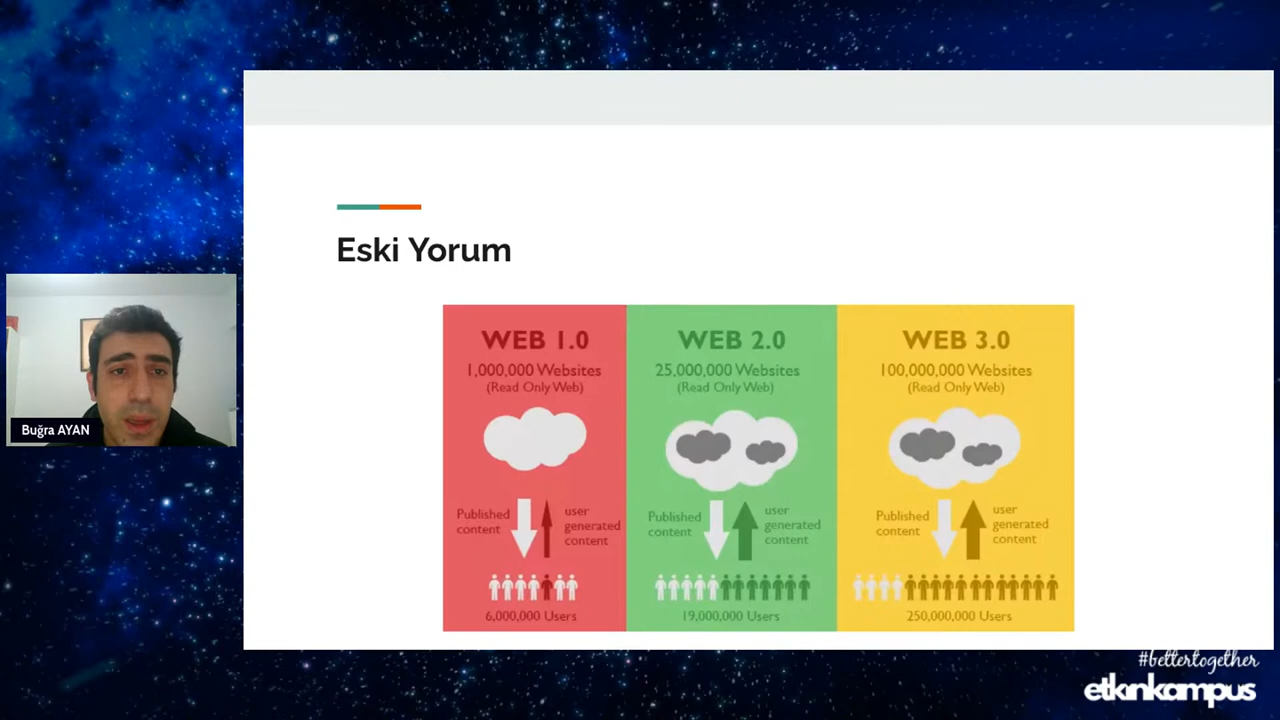 Eski Yorum
WEB 1.0
1,000,000 Websites
(Read Only Web)
Published
content
user
generated
content
6,000,000 Users
WEB 2.0
25,000,000 Websites
(Read Only Web)
Published
content
user
generated
content
19,000,000 Users
WEB 3.0
100,000,000 Websites
(Read Only Web)
Published
content
user
generated
content
250,000,000 Users
Buğra AYAN
#bettertogether
etkinkampus